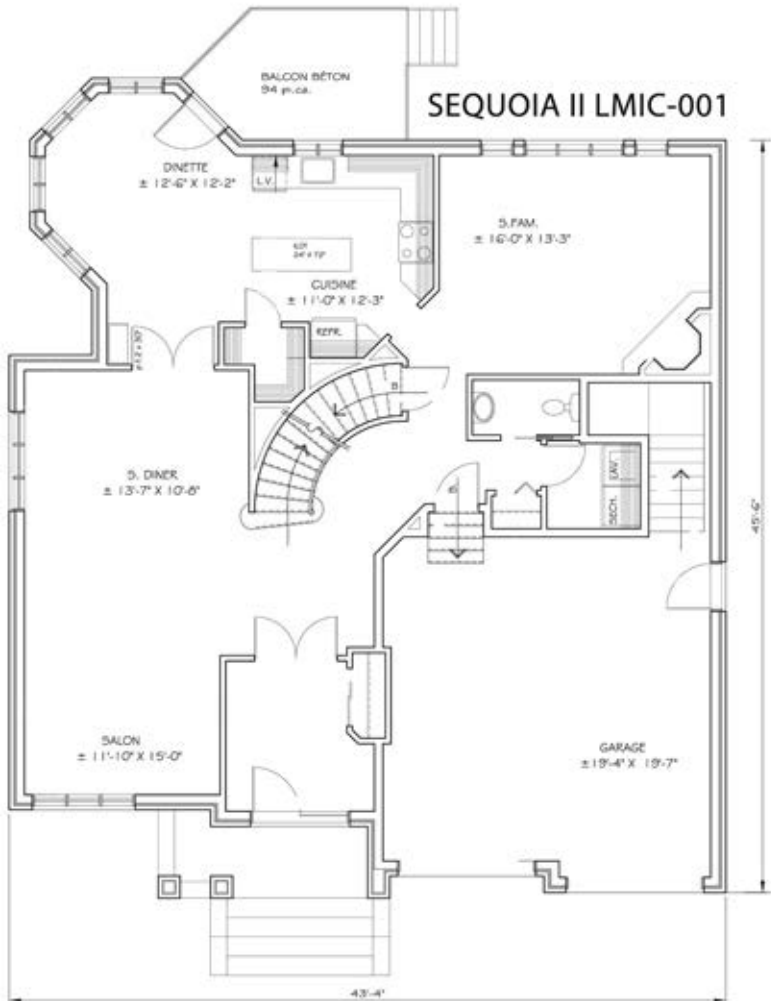 BALCON BÉTON
94 pi.ca.
SEQUOIA II LMIC-001
DINETTE
± 12'-6" X 12'-2"
L.V.
S.FAM.
± 16'-0" X 13'-3"
CUISINE
± 11'-0" X 12'-3"
REFR.
B
S. DINER
± 13'-7" X 10'-8"
B.
LAV.
SECH.
45'-6"
SALON
± 11'-10" X 15'-0"
GARAGE
± 19'-4" X 19'-7"
43'-4"